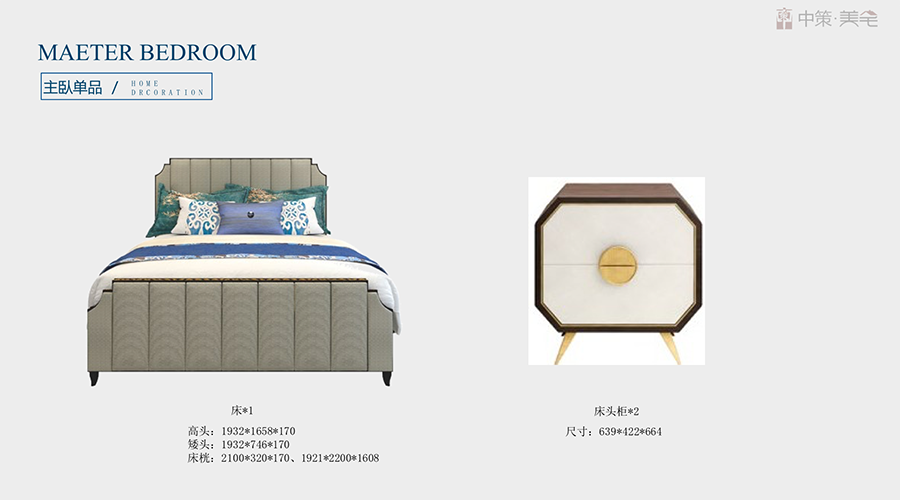 中策·美宅
MAETER BEDROOM
主臥单品 / HOME
DRCORATION
床*1
高头：1932*1658*170
矮头：1932*746*170
床桄：2100*320*170、1921*2200*1608
床头柜*2
尺寸：639*422*664